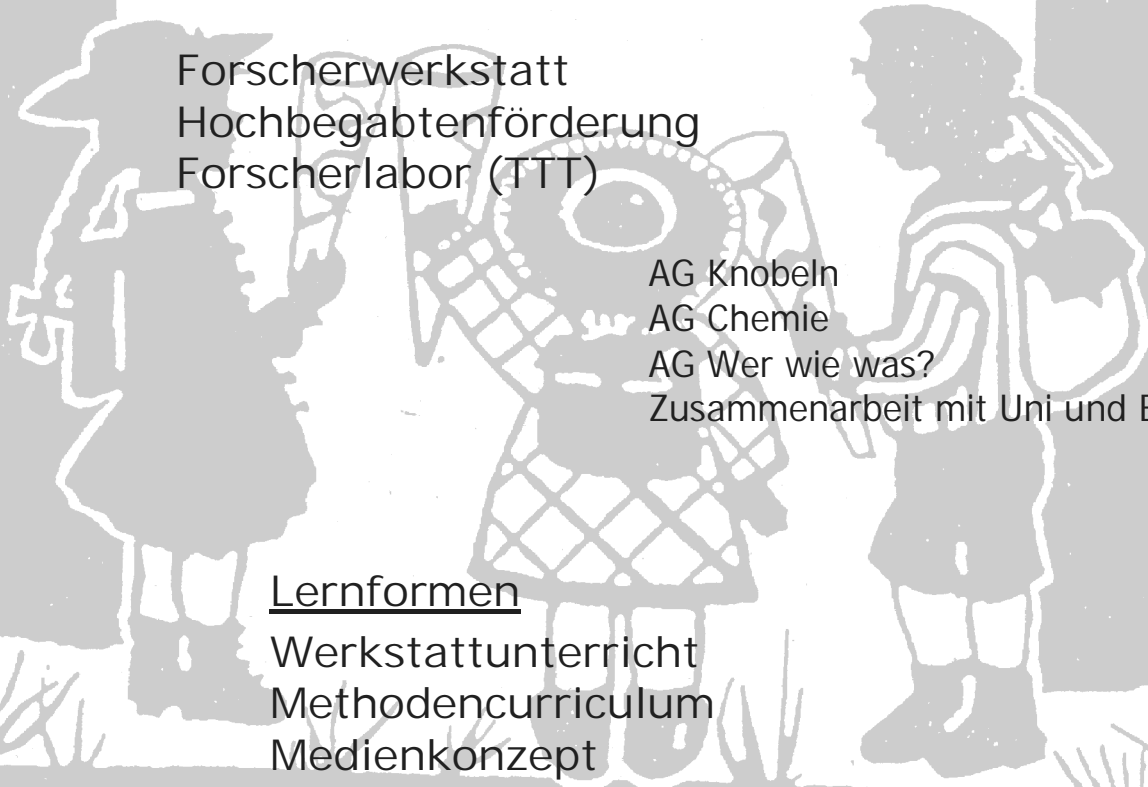 Forscherwerkstatt
Hochbegabtenförderung
Forscherlabor (TTT)
AG Knobeln
AG Chemie
AG Wer wie was?
Zusammenarbeit mit Uni und
Lernformen
Werkstattunterricht
Methodencurriculum
Medienkonzept